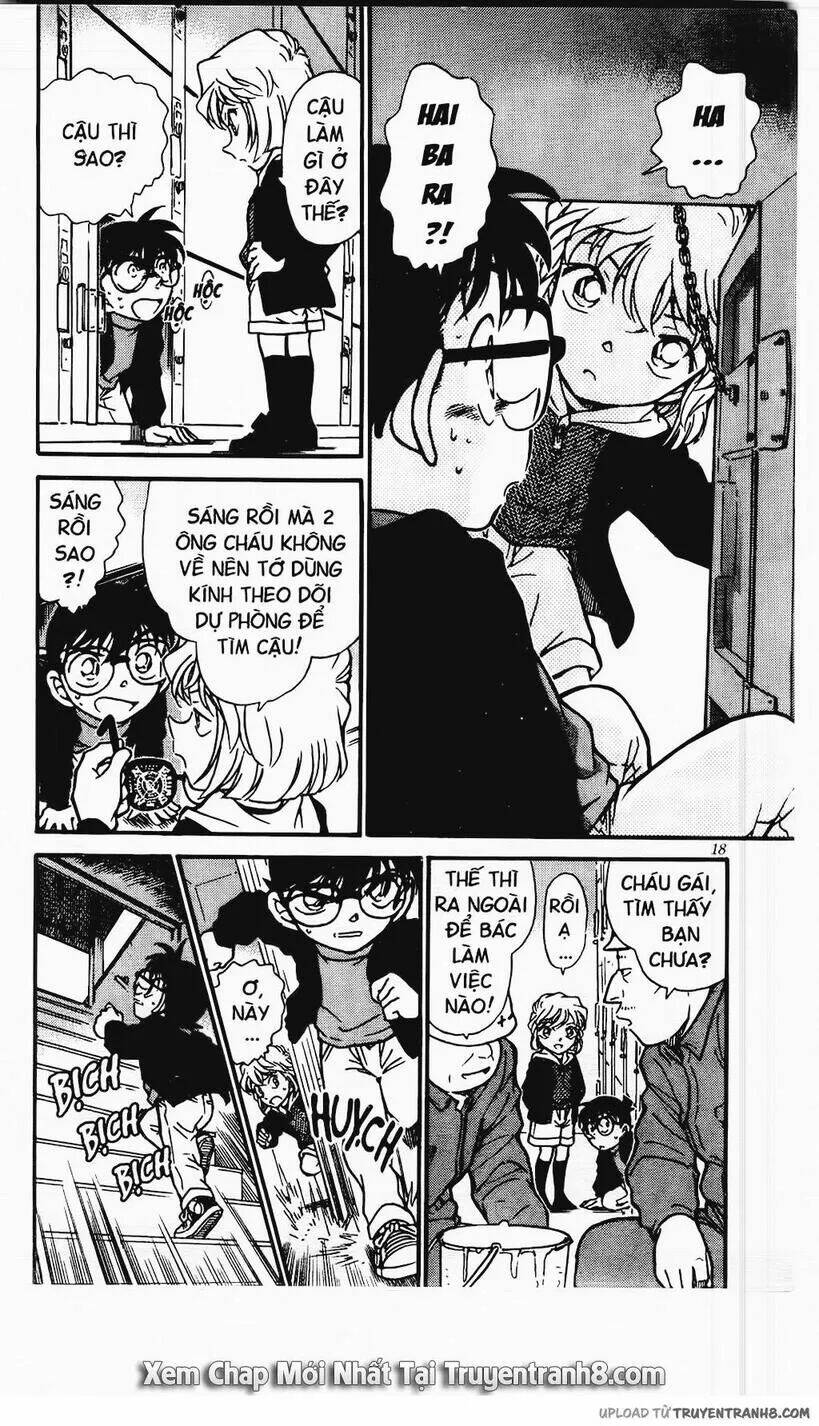 HA
...
HAI
BA
RA
?!
CẬU
LÀM
GÌ Ở
ĐÂY
THẾ?
CẬU THÌ
SAO?
HỘC
HỘC
SÁNG RỒI MÀ 2
ÔNG CHÁU KHÔNG
VỀ NÊN TỚ DÙNG
KÍNH THEO DÕI
DỰ PHÒNG ĐỂ
TÌM CẬU!
SÁNG
RỒI
SAO
?!
18
CHÁU GÁI,
TÌM THẤY
BẠN
CHƯA?
RỒI
Ạ
...
THẾ THÌ
RA NGOÀI
ĐỂ BÁC
LÀM
VIỆC
NÀO!
Ơ,
NÀY
...
HUỴCH
BỊCH
BỊCH
BỊCH
Xem Chap Mới Nhất Tại Truyentranh8.com
UPLOAD TỪ TRUYENTRANH8.COM